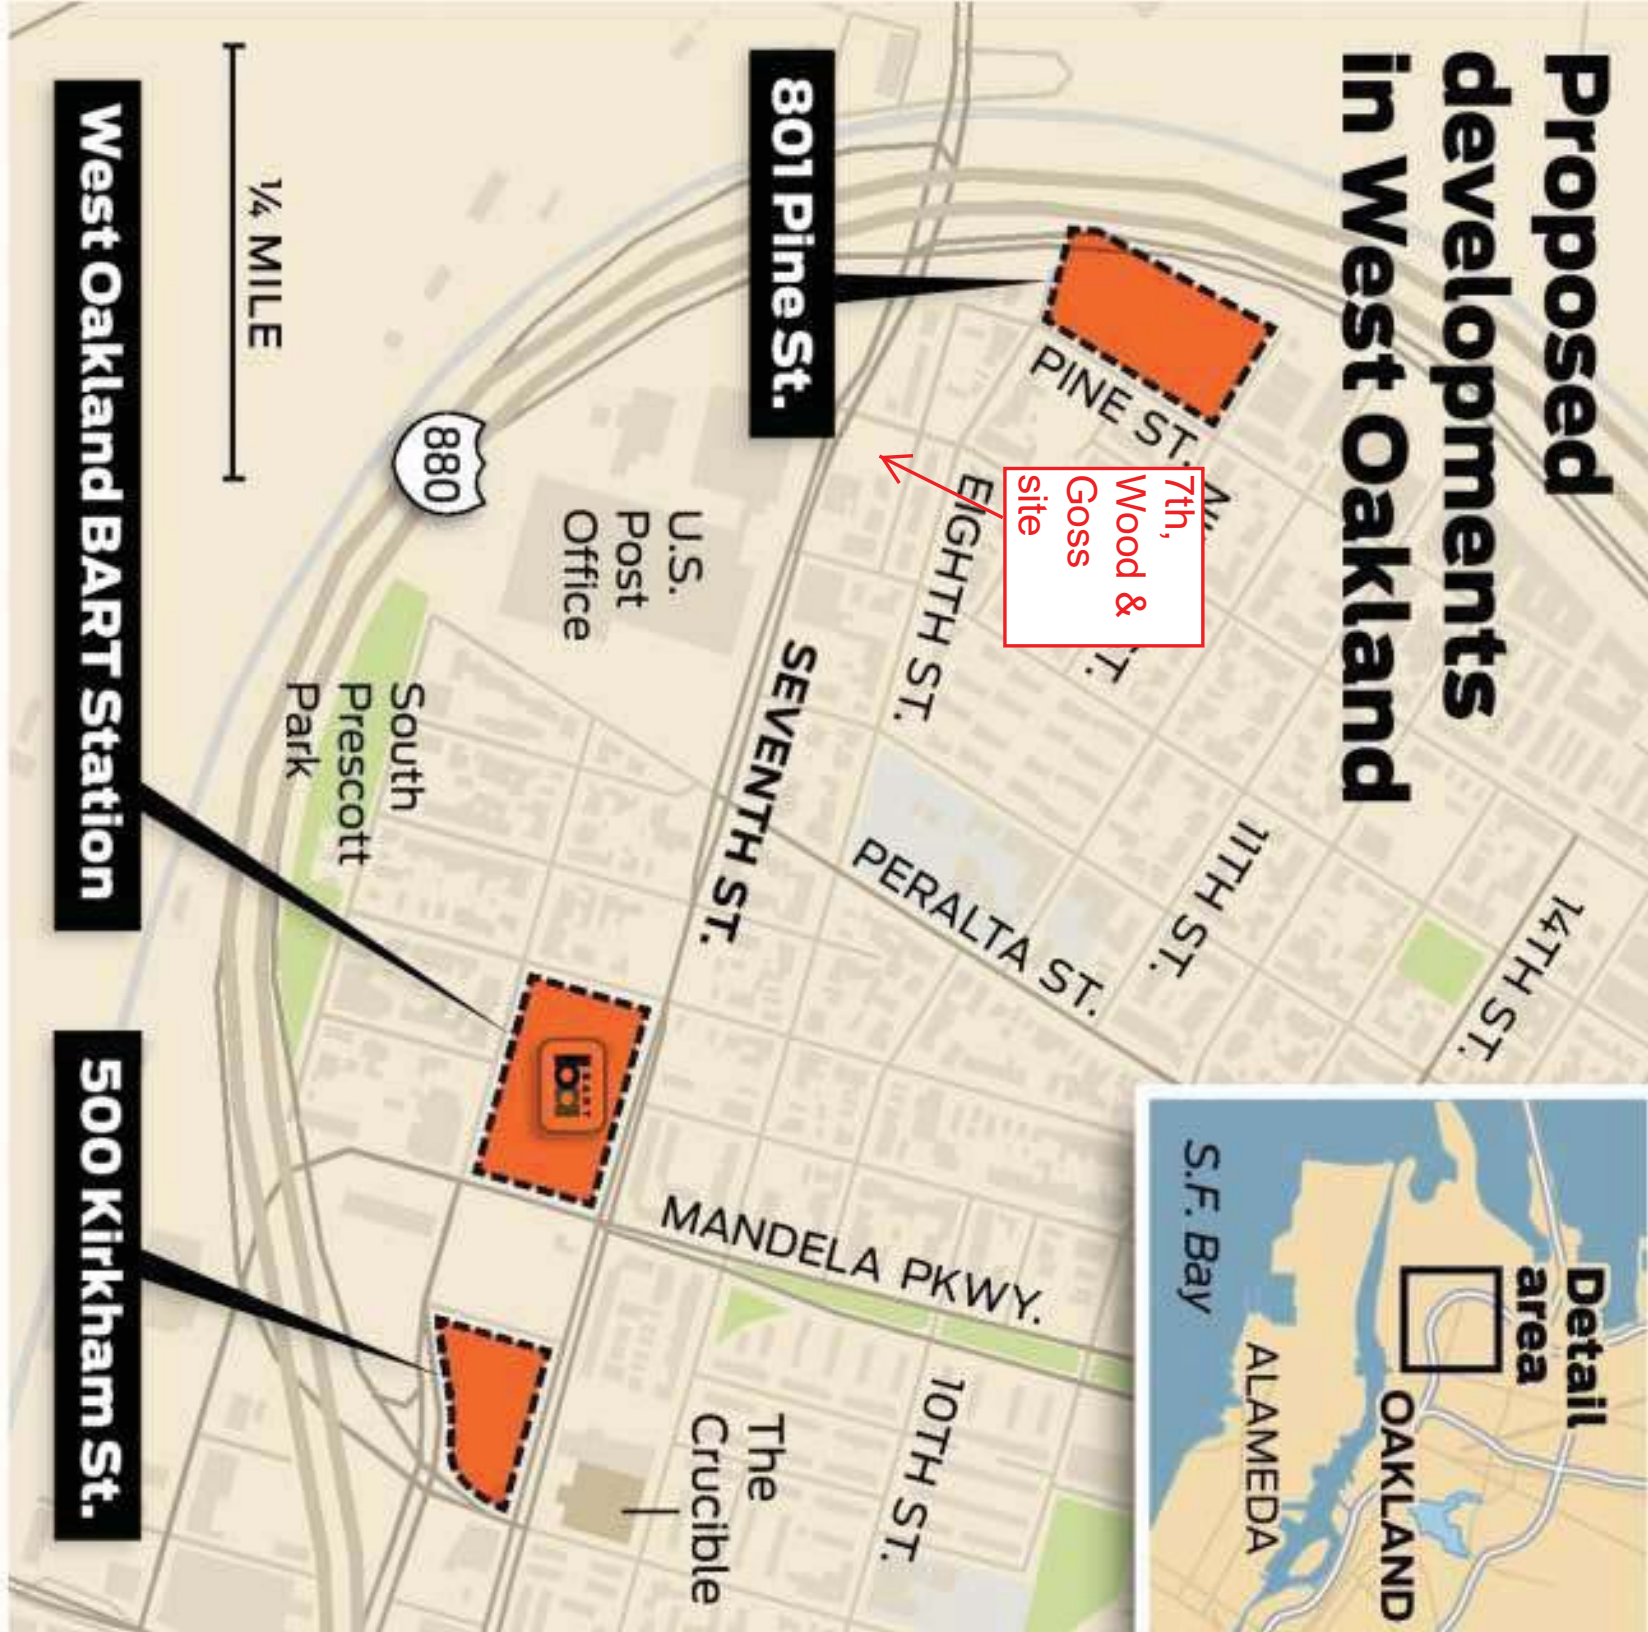 Proposed
developments
in West Oakland
801 Pine St.
PINE ST.
7th,
Wood &
Goss
site
EIGHTH ST.
SEVENTH ST.
PERALTA ST.
11TH ST.
14TH ST.
U.S.
Post
Office
880
¼ MILE
South
Prescott
Park
West Oakland BART Station
MANDELA PKWY.
10TH ST.
The
Crucible
500 Kirkham St.
Detail
area
OAKLAND
ALAMEDA
S.F. Bay